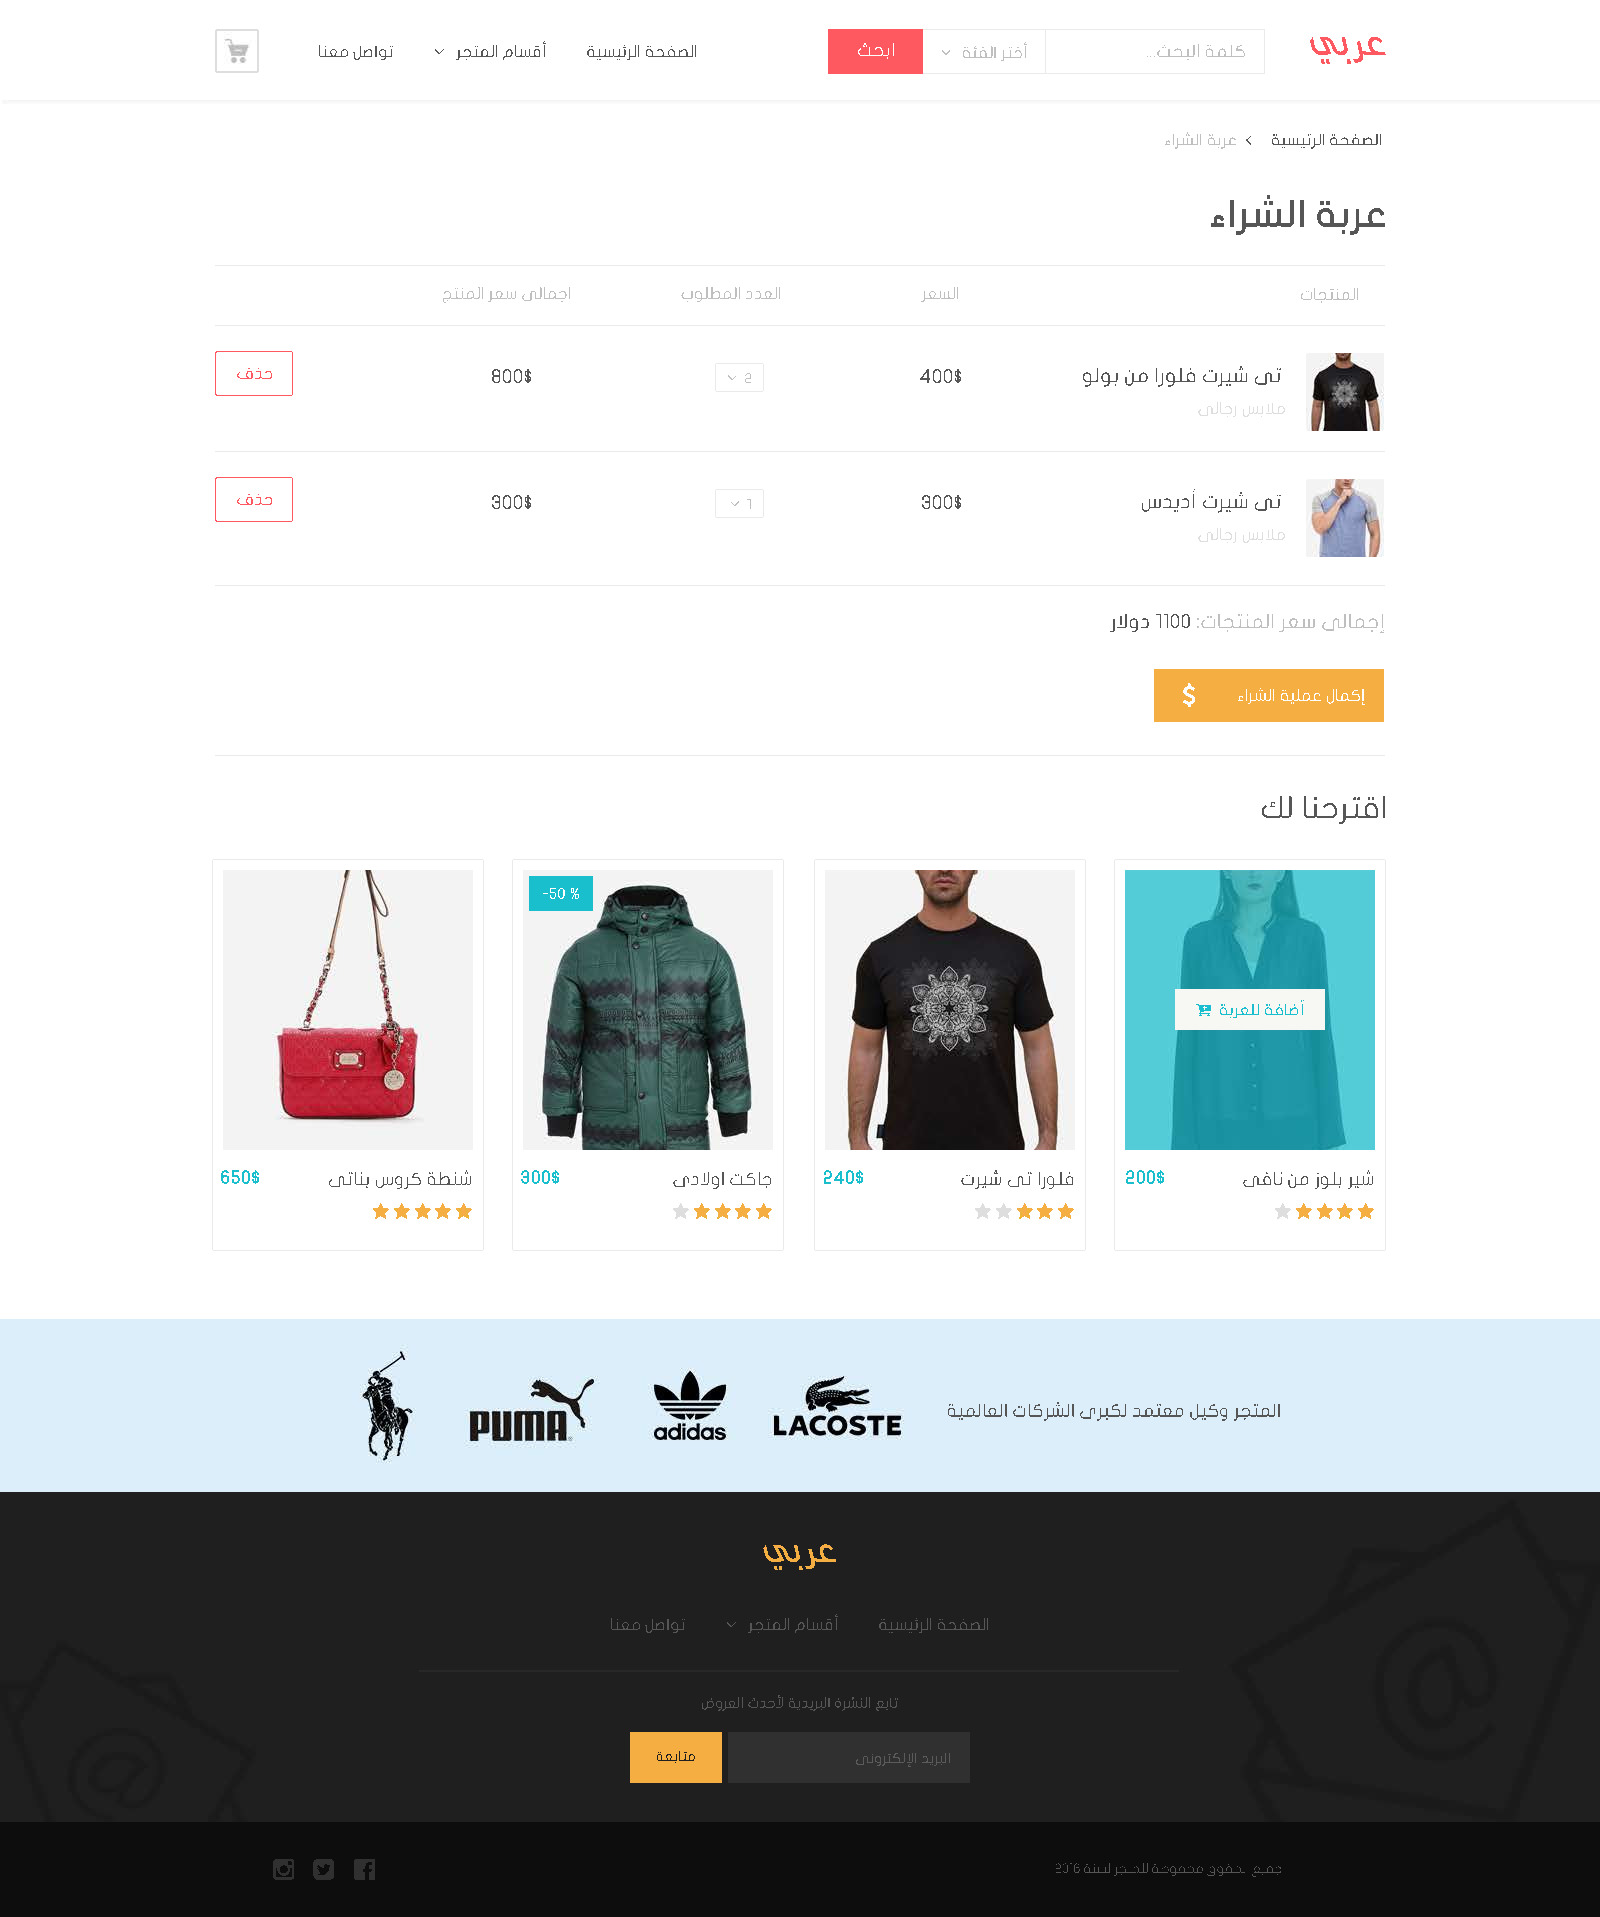 عربي
كلمة البحث...
أختر الفئة
ابحث
الصفحة الرئيسية
أقسام المتجر
تواصل معنا
الصفحة الرئيسية
عربة الشراء
عربة الشراء
المنتجات
السعر
العدد المطلوب
اجمالى سعر المنتج
تى شيرت فلورا من بولو
ملابس رجالى
400$
2
800$
حذف
تى شيرت أديدس
ملابس رجالى
300$
1
300$
حذف
إجمالى سعر المنتجات: 1100 دولار
إكمال عملية الشراء
$
اقترحنا لك
أضافة للعربة
-50 %
شير بلوز من نافى
200$
فلورا تى شيرت
240$
جاكت اولادى
300$
شنطة كروس بناتى
650$
المتجر وكيل معتمد لكبرى الشركات العالمية
LACOSTE
adidas
PUMA
عربي
الصفحة الرئيسية
أقسام المتجر
تواصل معنا
تابع النشرة البريدية لأحدث العروض
البريد الإلكترونى
متابعة
جميع الحقوق محفوظة للمتجر لسنة 2016